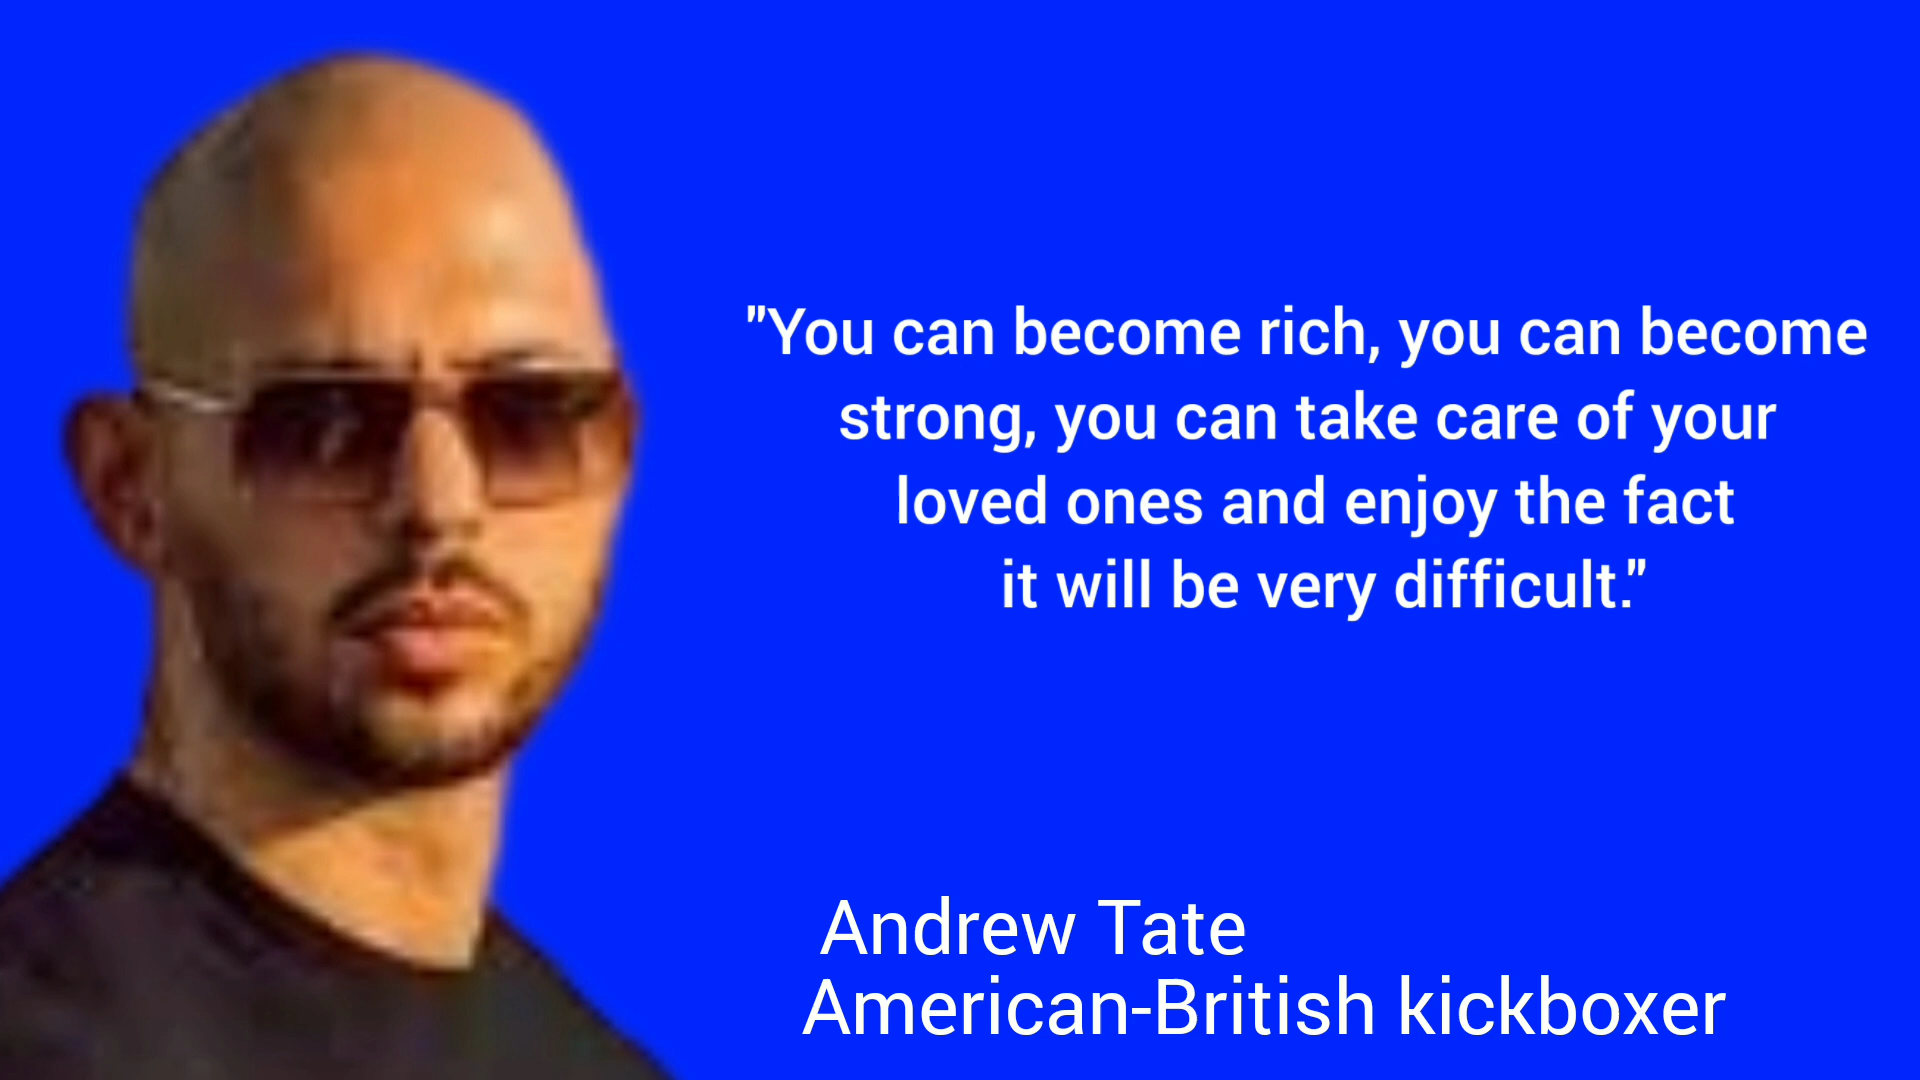 "You can become rich, you can become
strong, you can take care of your
loved ones and enjoy the fact
it will be very difficult."
Andrew Tate
American-British kickboxer